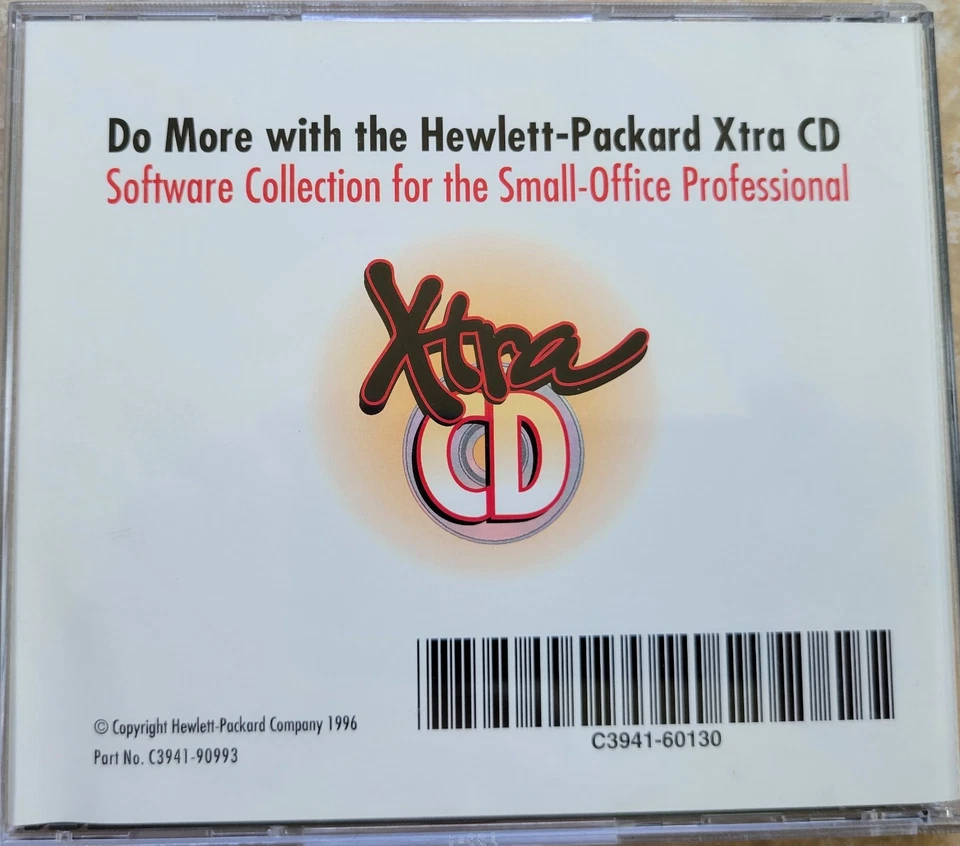 Do More with the Hewlett-Packard Xtra CD
Software Collection for the Small-Office Professional
Xtra
CD
C3941-60130
© Copyright Hewlett-Packard Company 1996
Part No. C3941-90993